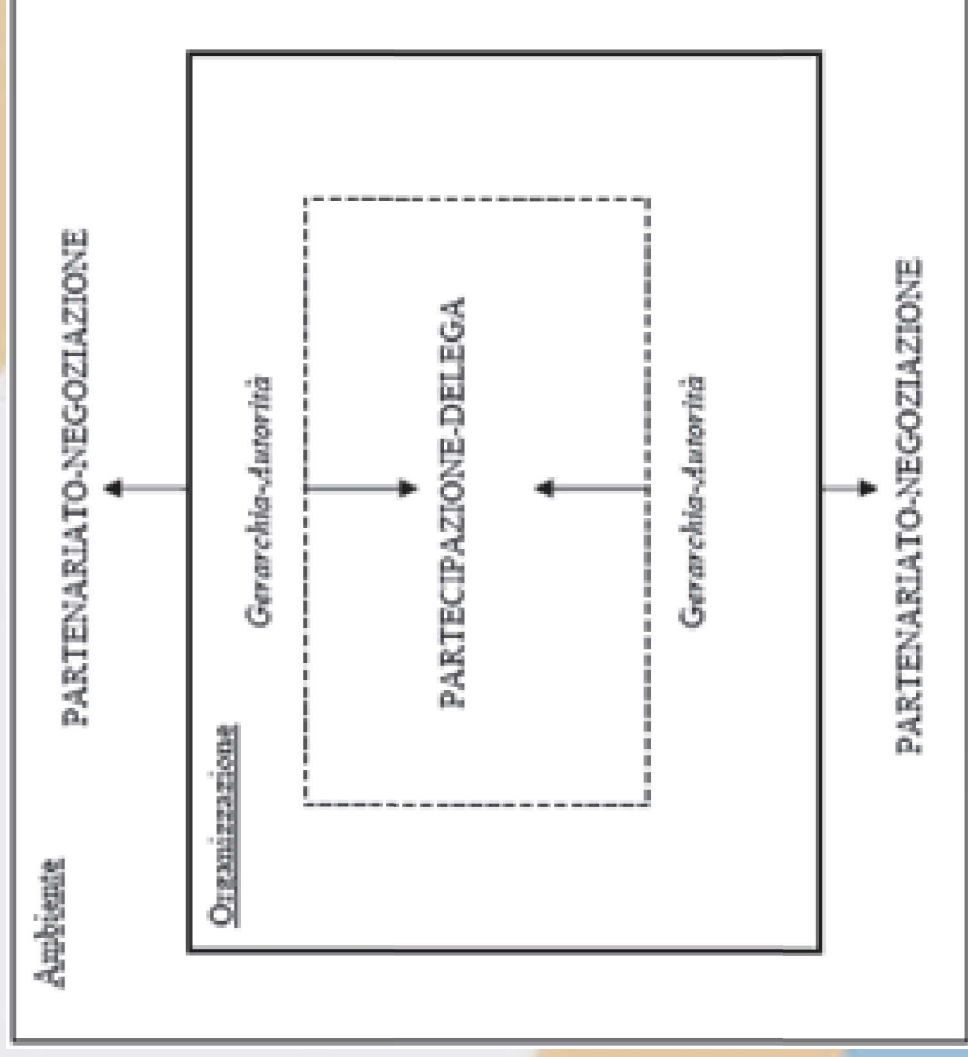 Ambiente
PARTENARIATO-NEGOZIAZIONE
Organizzazione
Gerarchia-Autorità
PARTECIPAZIONE-DELEGA
Gerarchia-Autorità
PARTENARIATO-NEGOZIAZIONE